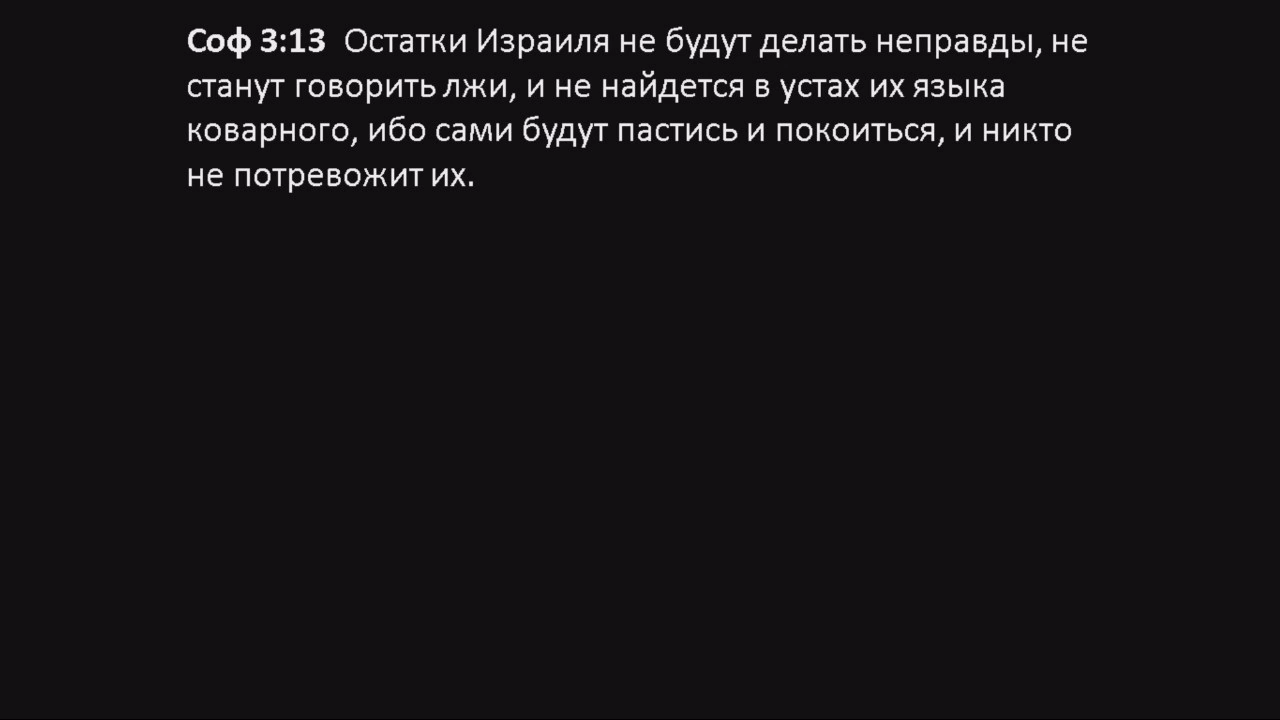 Соф 3:13  Остатки Израиля не будут делать неправды, не
станут говорить лжи, и не найдется в устах их языка
коварного, ибо сами будут пастись и покоиться, и никто
не потревожит их.